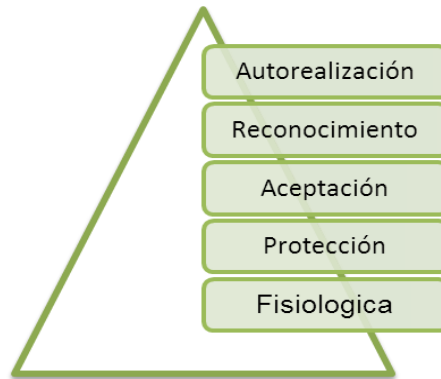 Autorealización
Reconocimiento
Aceptación
Protección
Fisiologica